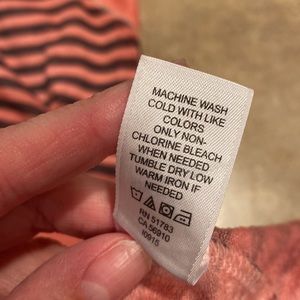 MACHINE WASH
COLD WITH LIKE
COLORS
ONLY NON-
CHLORINE BLEACH
WHEN NEEDED
TUMBLE DRY LOW
WARM IRON IF
NEEDED
RN 51783
CA 56910
I0915